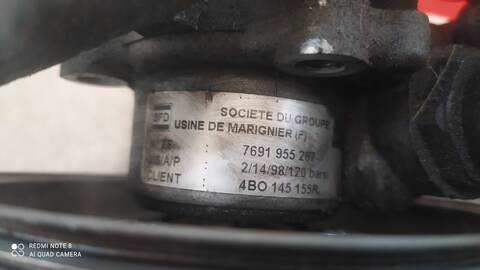 SOCIETE DU GROUPE
USINE DE MARIGNIER (F)
7691 955 267
J/S/A/P 2/14/98/120 bars
CLIENT 4B0 145 155R
REDMI NOTE 8
AI QUAD CAMERA